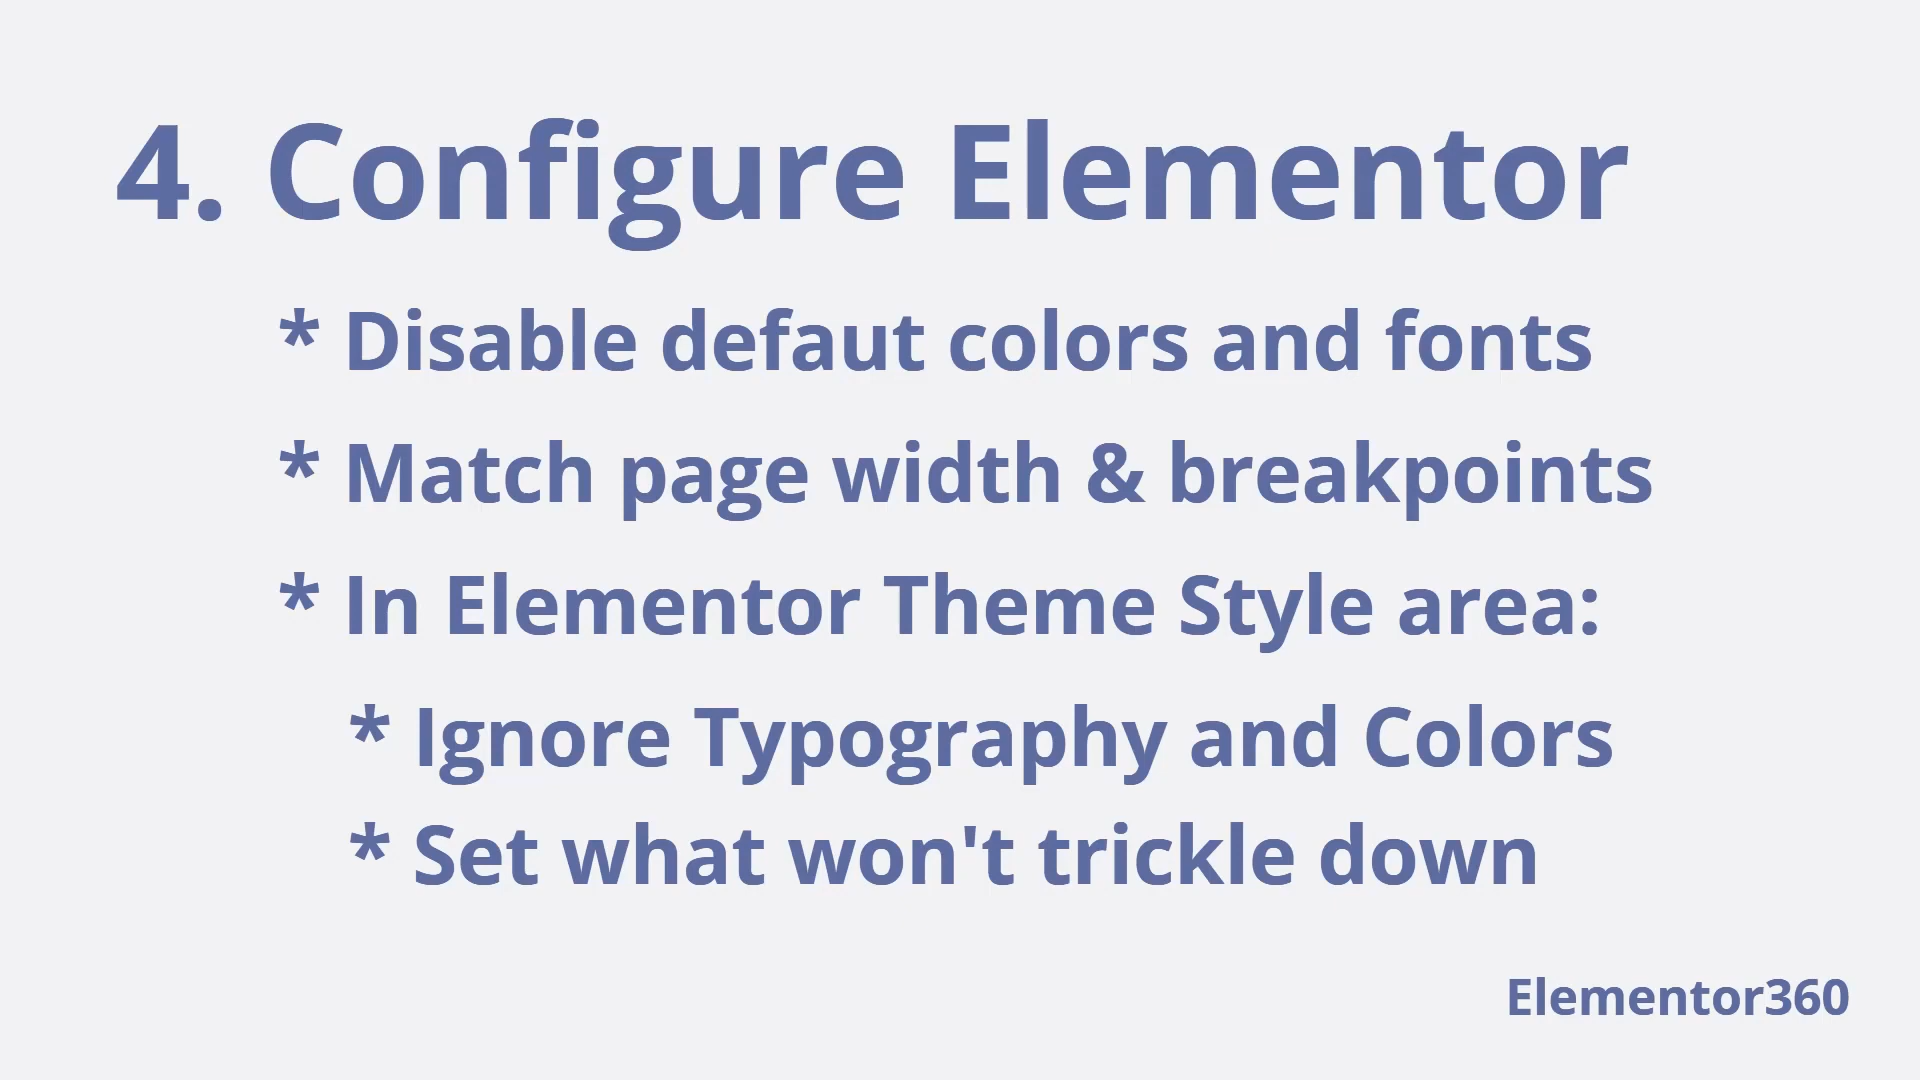 4. Configure Elementor
* Disable defaut colors and fonts
* Match page width & breakpoints
* In Elementor Theme Style area:
* Ignore Typography and Colors
* Set what won't trickle down
Elementor360